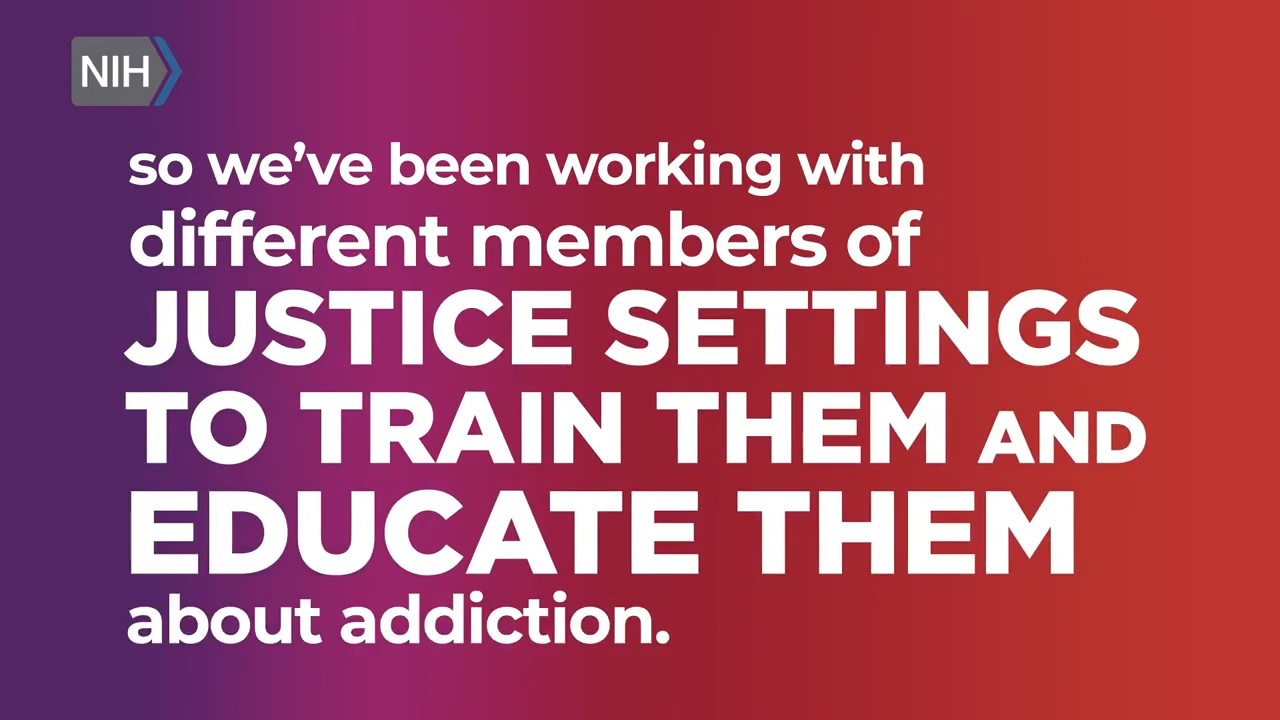 NIH
so we’ve been working with
different members of
JUSTICE SETTINGS
TO TRAIN THEM AND
EDUCATE THEM
about addiction.